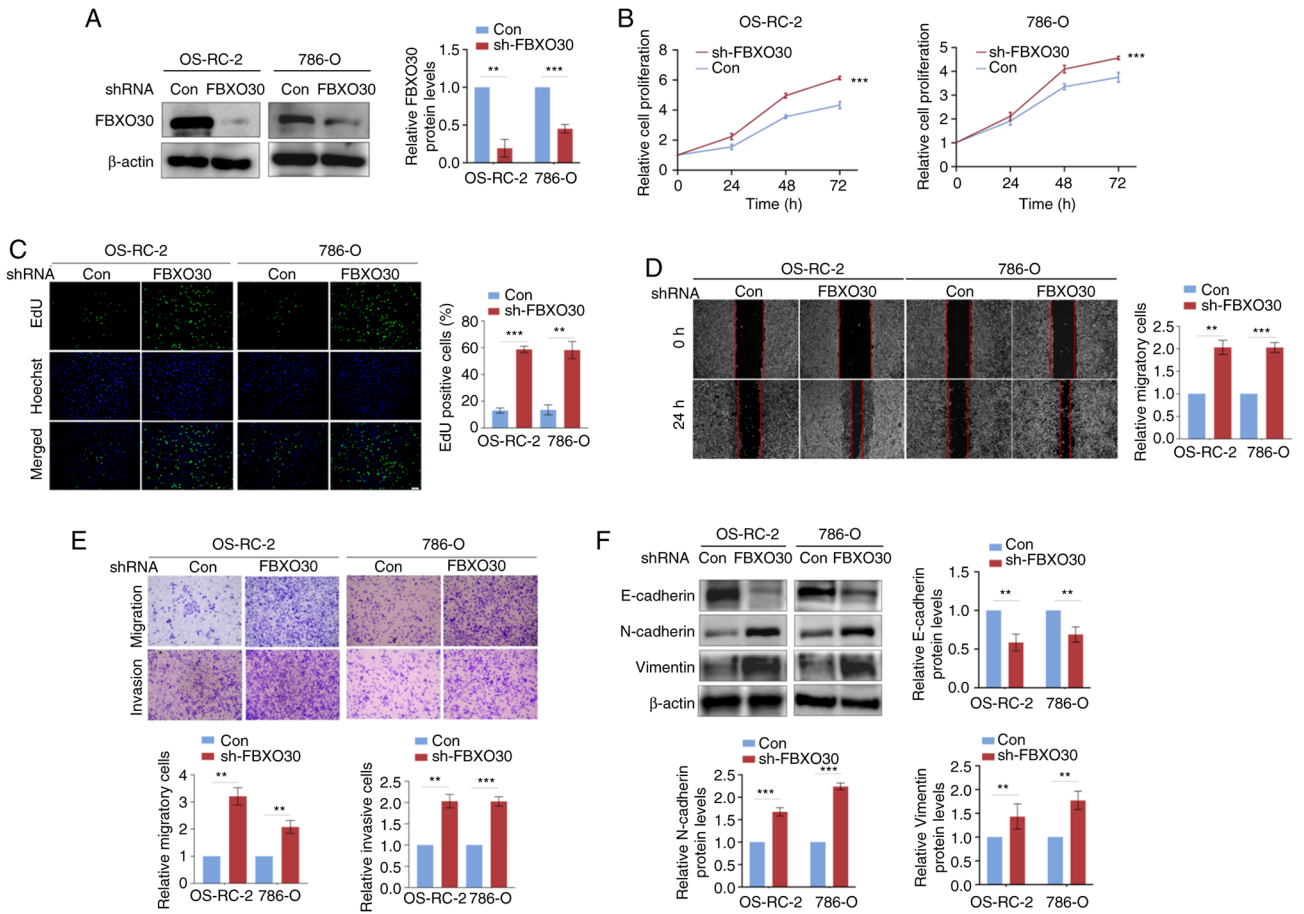 A
OS-RC-2
786-O
shRNA
Con
FBXO30
Con
FBXO30
FBXO30
β-actin
Con
sh-FBXO30
Relative FBXO30
protein levels
1.5
1.0
0.5
0.0
**
***
OS-RC-2
786-O
B
OS-RC-2
sh-FBXO30
Con
***
Relative cell proliferation
8
6
4
2
0
0
24
48
72
Time (h)
786-O
sh-FBXO30
Con
***
Relative cell proliferation
5
4
3
2
1
0
0
24
48
72
Time (h)
C
OS-RC-2
786-O
shRNA
Con
FBXO30
Con
FBXO30
EdU
Hoechst
Merged
Con
sh-FBXO30
EdU positive cells (%)
80
60
40
20
0
***
**
OS-RC-2
786-O
D
OS-RC-2
786-O
shRNA
Con
FBXO30
Con
FBXO30
0 h
24 h
Con
sh-FBXO30
Relative migratory cells
2.5
2.0
1.5
1.0
0.5
0.0
**
***
OS-RC-2
786-O
E
OS-RC-2
786-O
shRNA
Con
FBXO30
Con
FBXO30
Migration
Invasion
Con
sh-FBXO30
Relative migratory cells
4
3
2
1
0
**
**
OS-RC-2
786-O
Con
sh-FBXO30
Relative invasive cells
2.5
2.0
1.5
1.0
0.5
0.0
**
***
OS-RC-2
786-O
F
OS-RC-2
786-O
shRNA
Con
FBXO30
Con
FBXO30
E-cadherin
N-cadherin
Vimentin
β-actin
Con
sh-FBXO30
Relative E-cadherin
protein levels
1.5
1.0
0.5
0.0
**
**
OS-RC-2
786-O
Con
sh-FBXO30
Relative N-cadherin
protein levels
2.5
2.0
1.5
1.0
0.5
0.0
***
***
OS-RC-2
786-O
Con
sh-FBXO30
Relative Vimentin
protein levels
2.5
2.0
1.5
1.0
0.5
0.0
**
**
OS-RC-2
786-O